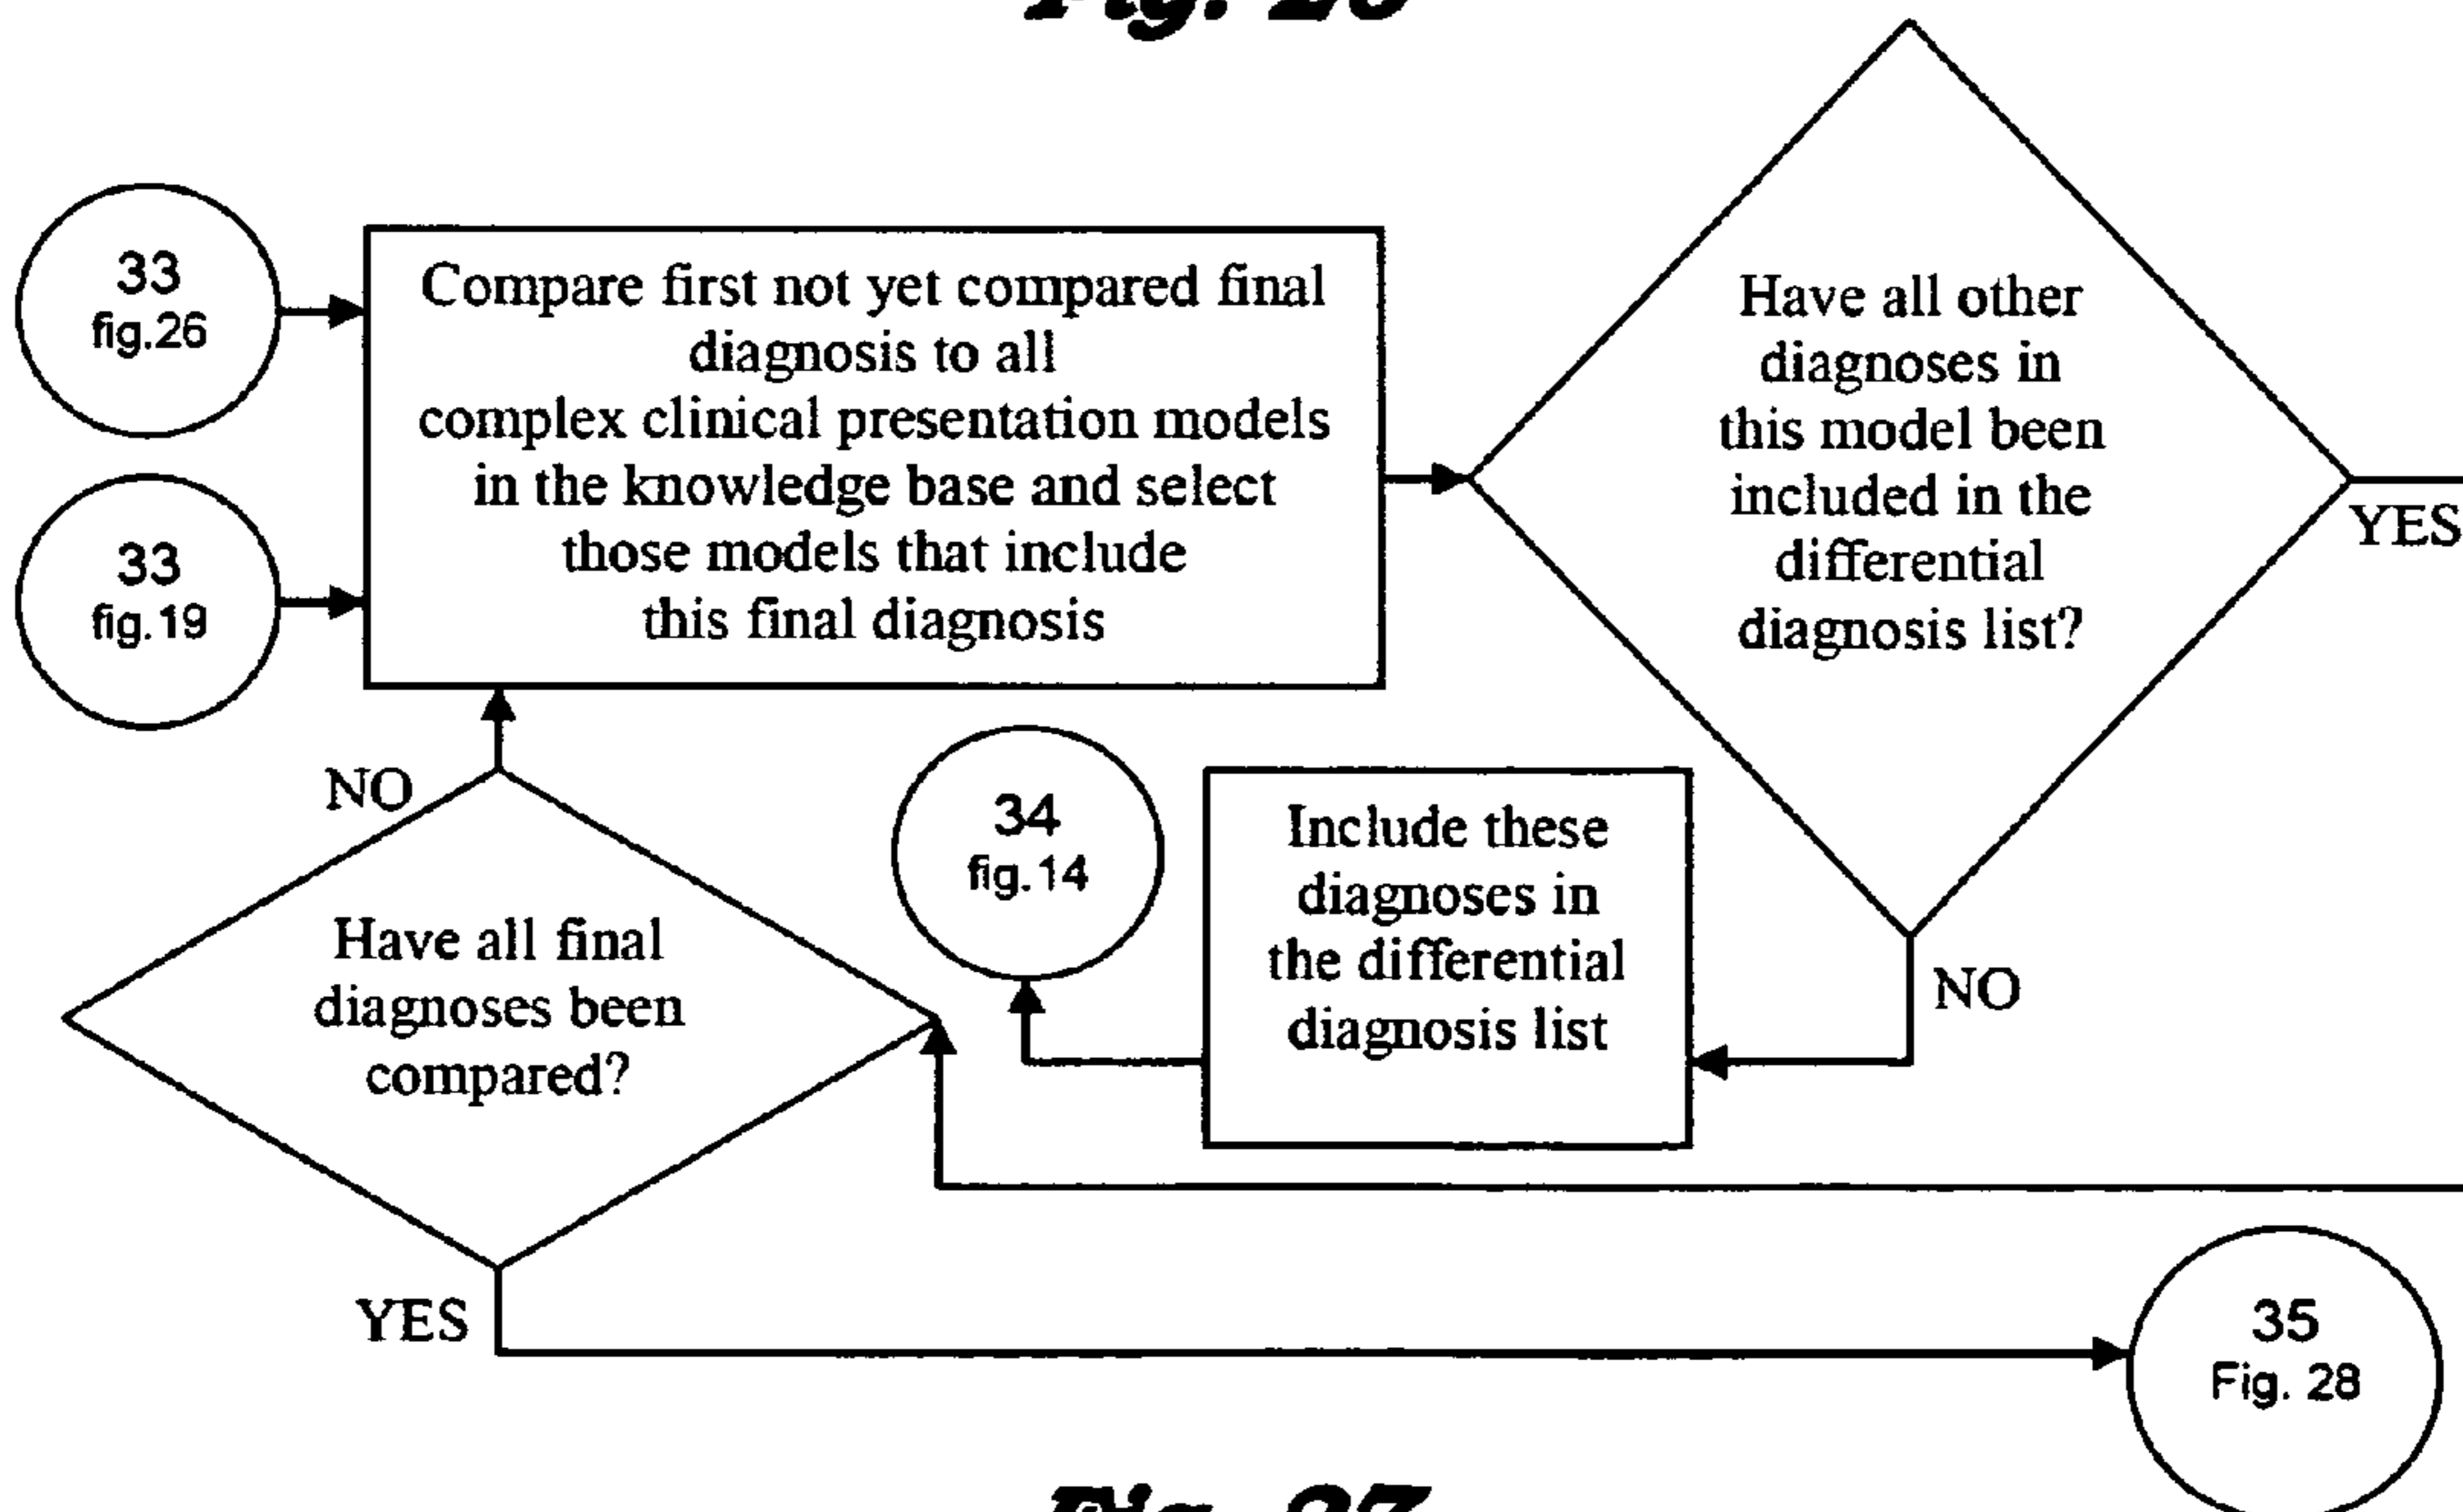 33
fig.26
Compare first not yet compared final
diagnosis to all
complex clinical presentation models
in the knowledge base and select
those models that include
this final diagnosis
Have all other
diagnoses in
this model been
included in the
differential
diagnosis list?
YES
33
fig.19
NO
34
fig.14
Include these
diagnoses in
the differential
diagnosis list
NO
Have all final
diagnoses been
compared?
YES
35
Fig. 28